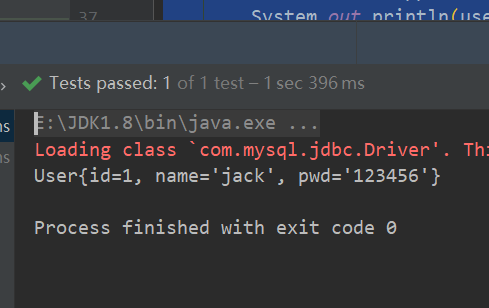 37
System out println(use
Tests passed: 1 of 1 test – 1 sec 396 ms
E:\JDK1.8\bin\java.exe ...
Loading class `com.mysql.jdbc.Driver'. Thi
User{id=1, name='jack', pwd='123456'}
Process finished with exit code 0